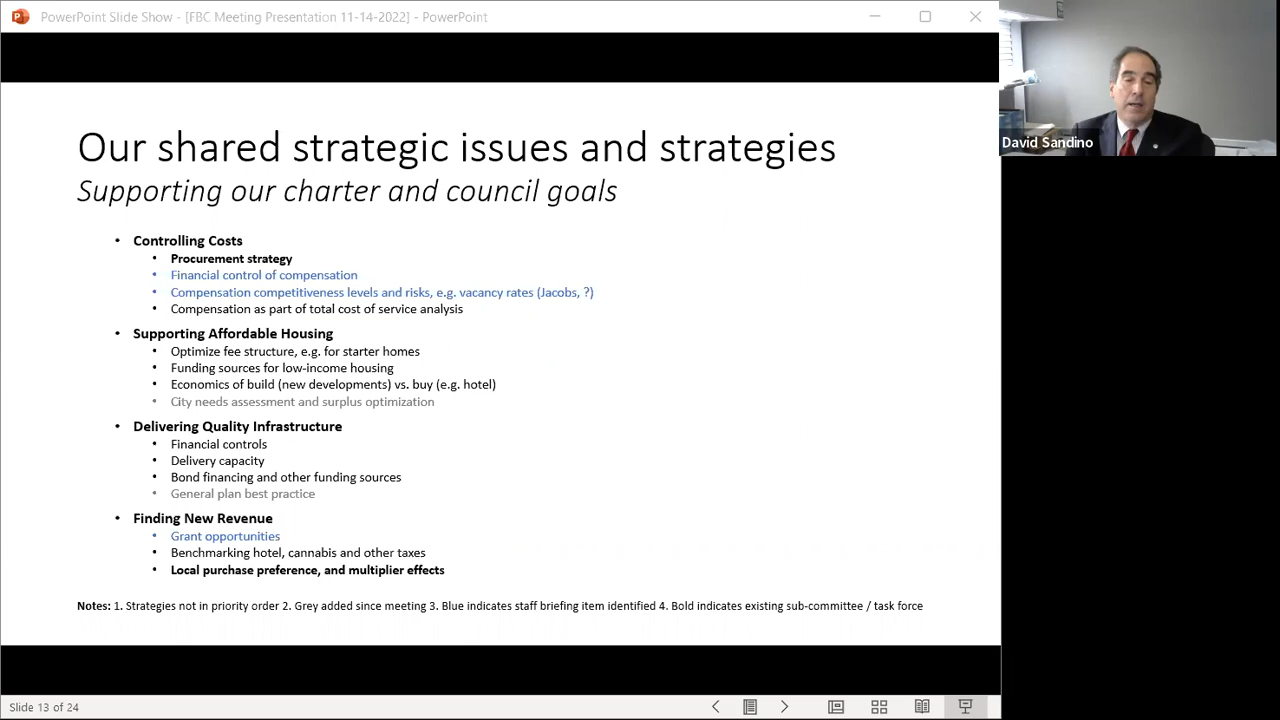 PowerPoint Slide Show - [FBC Meeting Presentation 11-14-2022] - PowerPoint
David Sandino
Our shared strategic issues and strategies
Supporting our charter and council goals
• Controlling Costs
• Procurement strategy
• Financial control of compensation
• Compensation competitiveness levels and risks, e.g. vacancy rates (Jacobs, ?)
• Compensation as part of total cost of service analysis
• Supporting Affordable Housing
• Optimize fee structure, e.g. for starter homes
• Funding sources for low-income housing
• Economics of build (new developments) vs. buy (e.g. hotel)
• City needs assessment and surplus optimization
• Delivering Quality Infrastructure
• Financial controls
• Delivery capacity
• Bond financing and other funding sources
• General plan best practice
• Finding New Revenue
• Grant opportunities
• Benchmarking hotel, cannabis and other taxes
• Local purchase preference, and multiplier effects
Notes: 1. Strategies not in priority order 2. Grey added since meeting 3. Blue indicates staff briefing item identified 4. Bold indicates existing sub-committee / task force
Slide 13 of 24